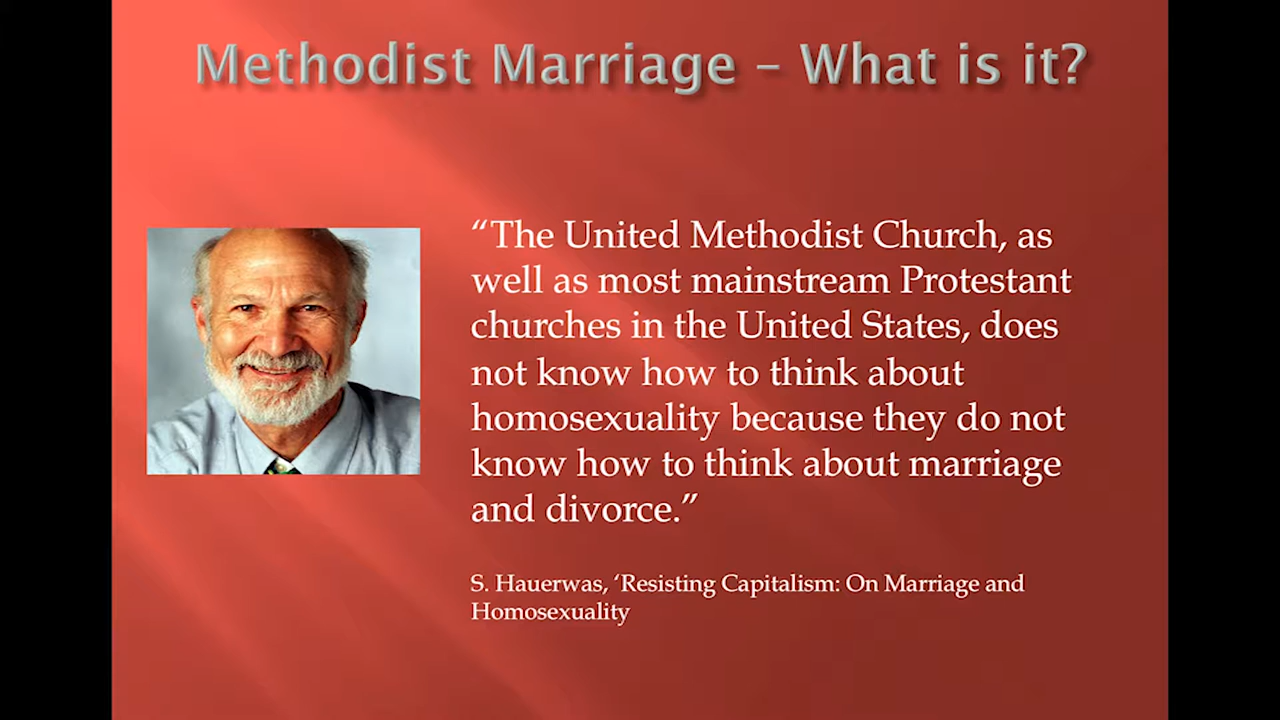 Methodist Marriage – What is it?
“The United Methodist Church, as
well as most mainstream Protestant
churches in the United States, does
not know how to think about
homosexuality because they do not
know how to think about marriage
and divorce.”
S. Hauerwas, ‘Resisting Capitalism: On Marriage and
Homosexuality